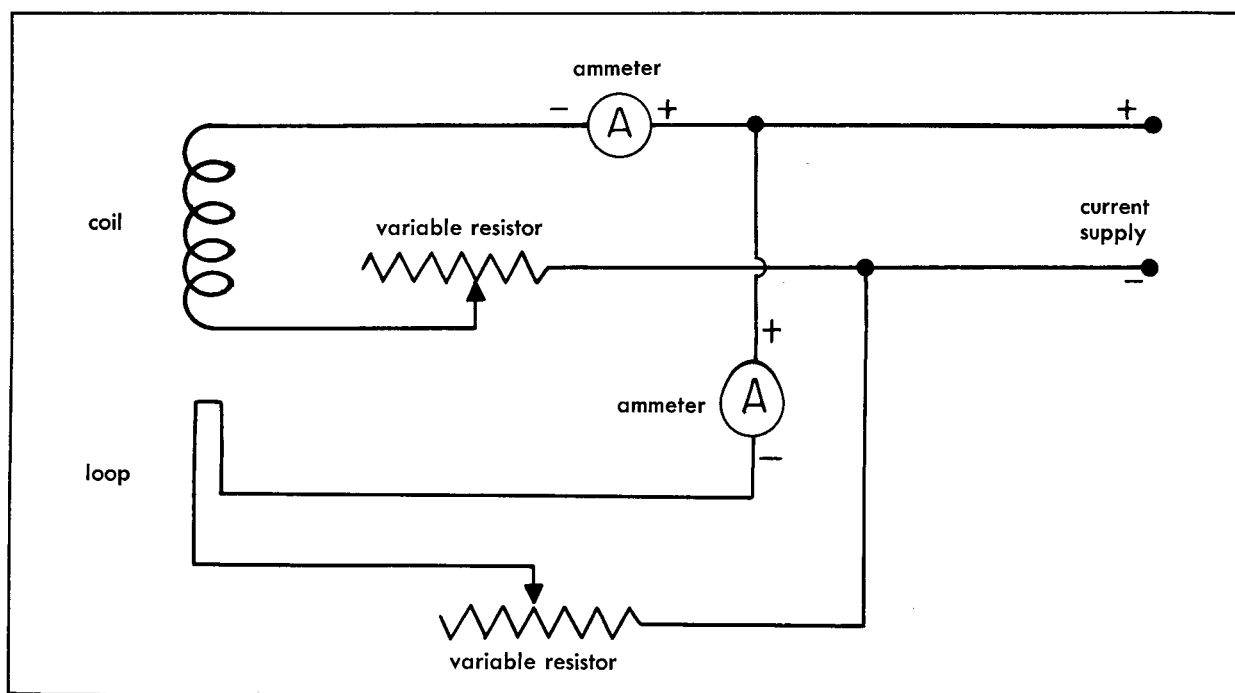 ammeter
- A + +
coil
variable resistor
current
supply
-
+
ammeter A
-
loop
variable resistor